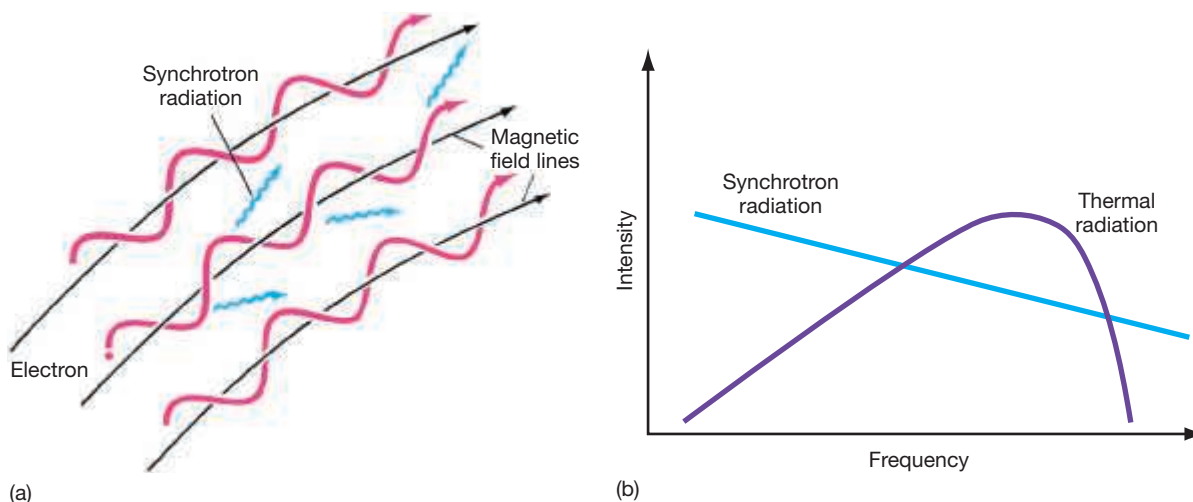 Synchrotron
radiation
Magnetic
field lines
Electron
(a)
Synchrotron
radiation
Thermal
radiation
Intensity
Frequency
(b)